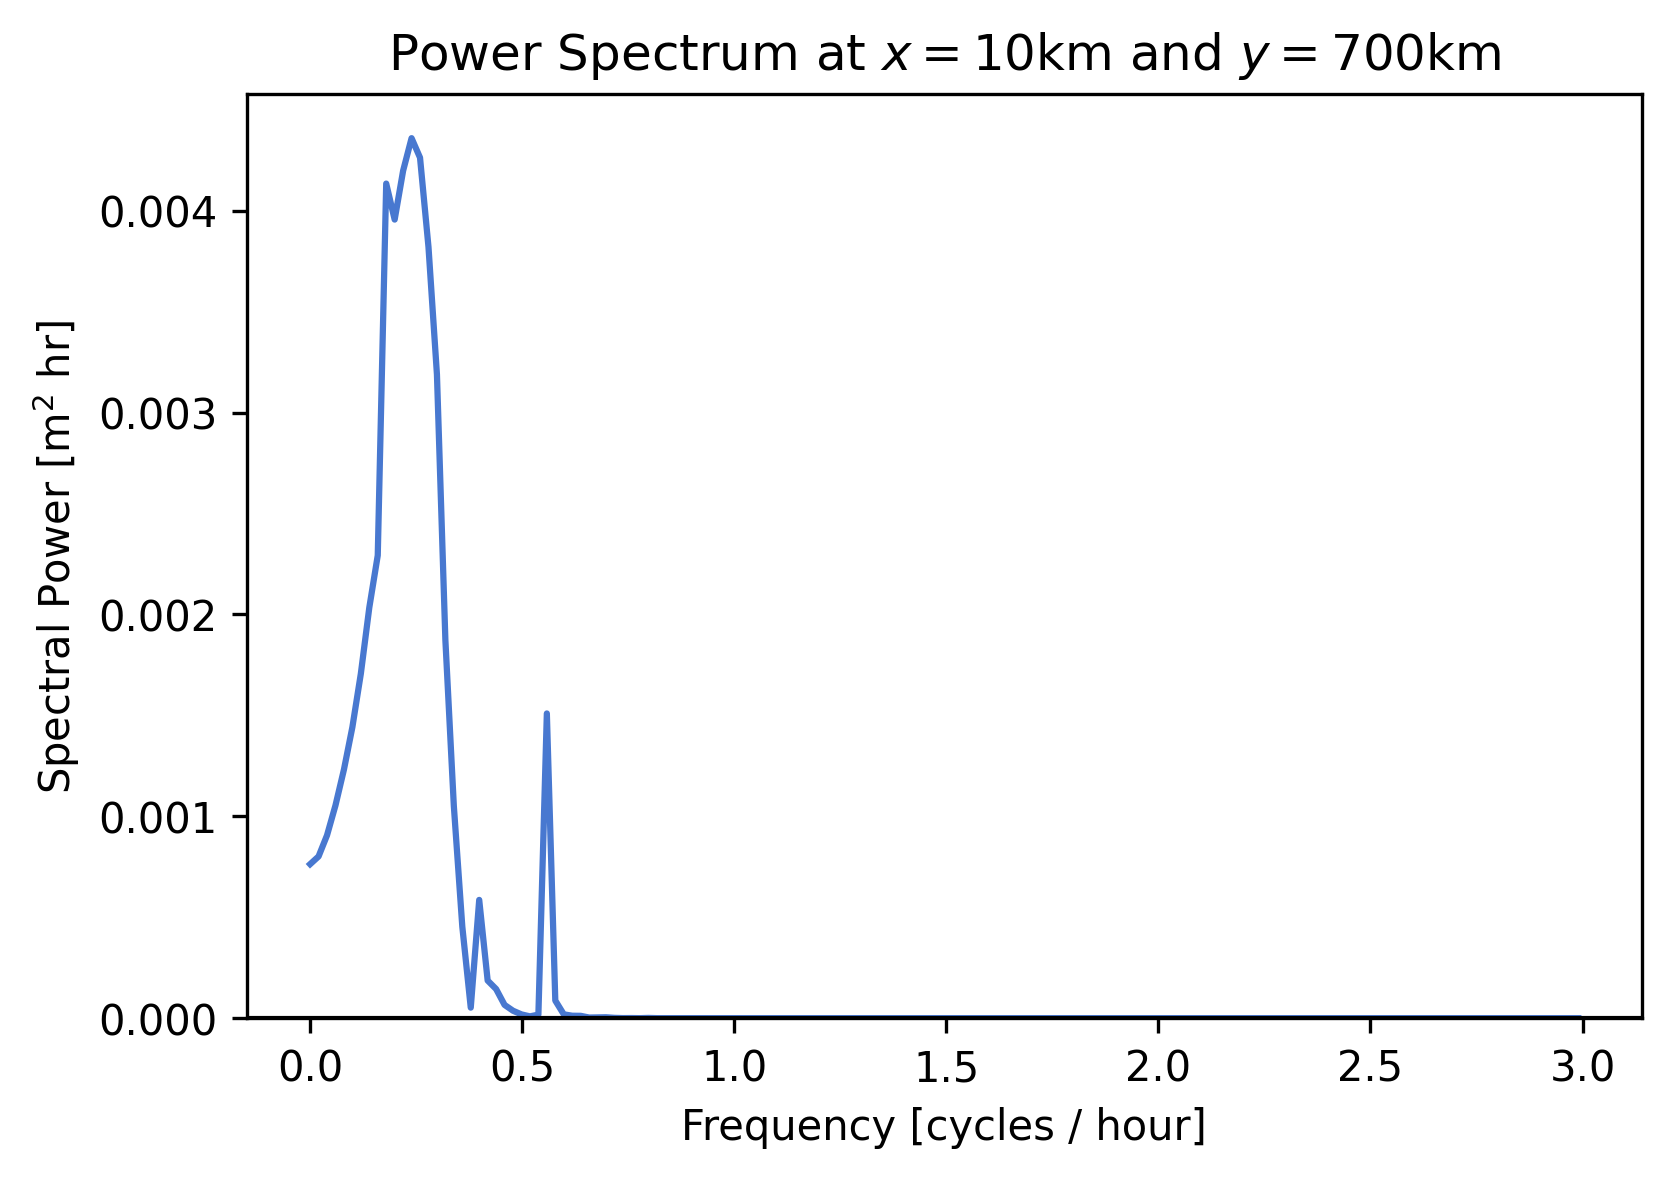 Power Spectrum at x = 10km and y = 700km
Spectral Power [m² hr]
0.004
0.003
0.002
0.001
0.000
0.0 0.5 1.0 1.5 2.0 2.5 3.0
Frequency [cycles / hour]